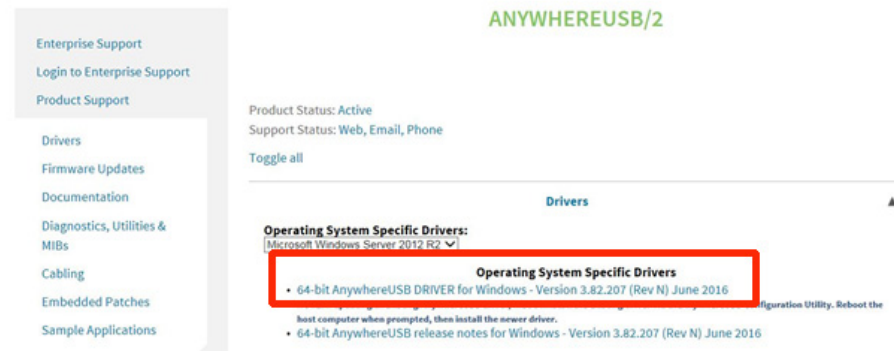 ANYWHEREUSB/2
Enterprise Support
Login to Enterprise Support
Product Support
Drivers
Firmware Updates
Documentation
Diagnostics, Utilities &
MIBs
Cabling
Embedded Patches
Sample Applications
Product Status: Active
Support Status: Web, Email, Phone
Toggle all
Drivers
Operating System Specific Drivers:
Microsoft Windows Server 2012 R2
Operating System Specific Drivers
• 64-bit AnywhereUSB DRIVER for Windows - Version 3.82.207 (Rev N) June 2016
Configuration Utility. Reboot the
host computer when prompted, then install the newer driver.
• 64-bit AnywhereUSB release notes for Windows - Version 3.82.207 (Rev N) June 2016